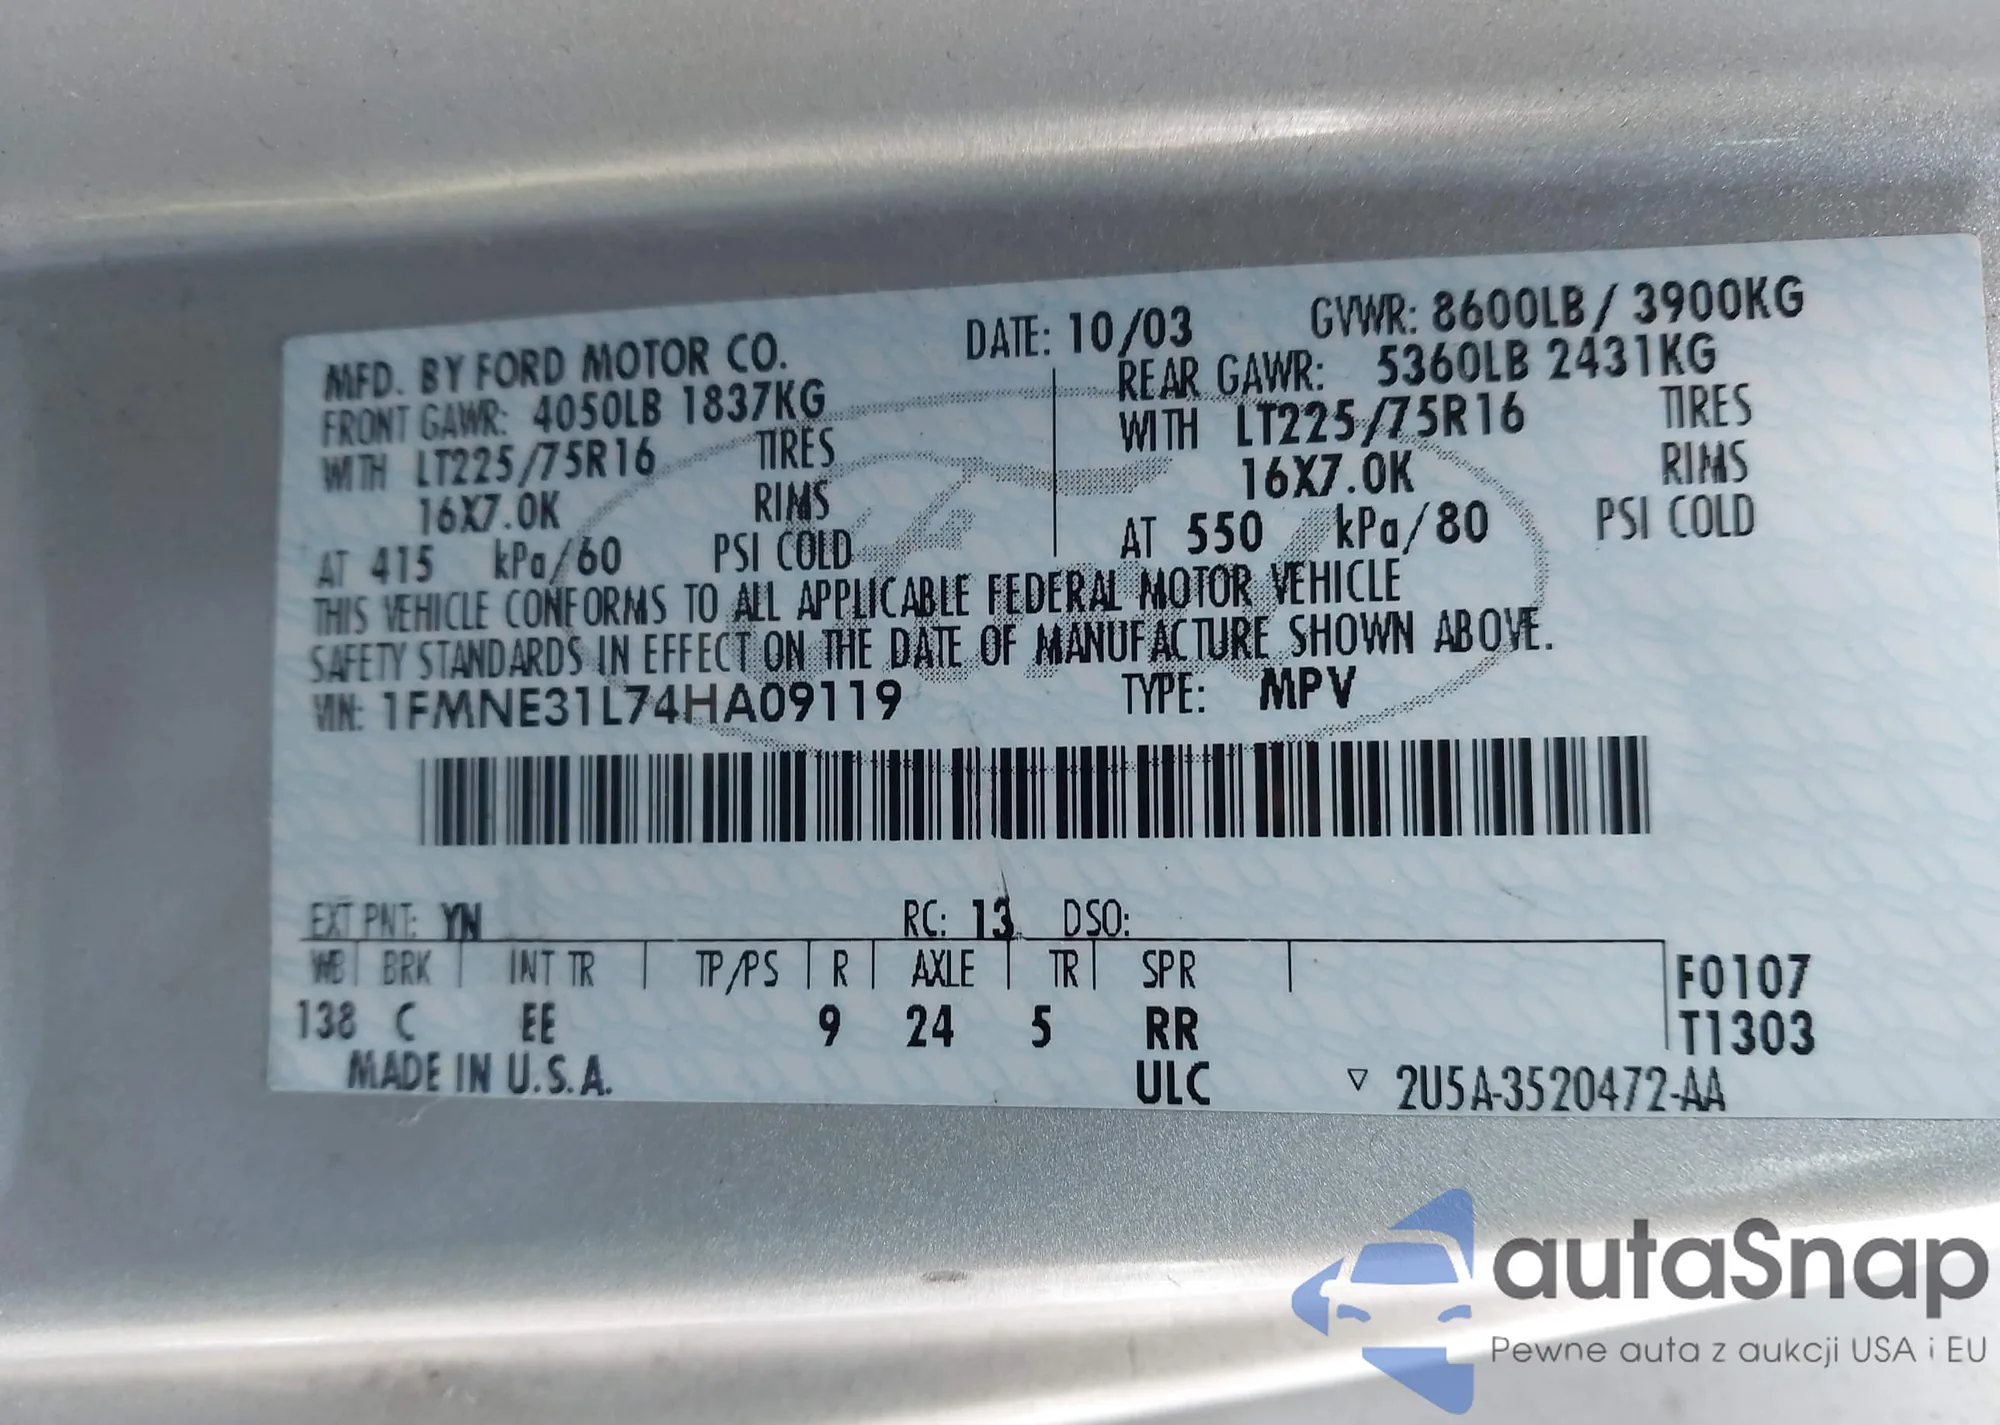 MFD. BY FORD MOTOR CO.
DATE: 10/03
GVWR: 8600LB / 3900KG
FRONT GAWR: 4050LB 1837KG
WITH LT225/75R16 TIRES
16X7.0K RIMS
AT 415 kPa/60 PSI COLD
REAR GAWR: 5360LB 2431KG
WITH LT225/75R16 TIRES
16X7.0K RIMS
AT 550 kPa/80 PSI COLD
THIS VEHICLE CONFORMS TO ALL APPLICABLE FEDERAL MOTOR VEHICLE
SAFETY STANDARDS IN EFFECT ON THE DATE OF MANUFACTURE SHOWN ABOVE.
VIN: 1FMNE31L74HA09119 TYPE: MPV
EXT PNT: YN RC: 13 DSO:
WB BRK INT TR TP/PS R AXLE TR SPR
138 C EE 9 24 5 RR
F0107
T1303
MADE IN U.S.A. ULC ▽ 2U5A-3520472-AA
autaSnap
Pewne auta z aukcji USA i EU